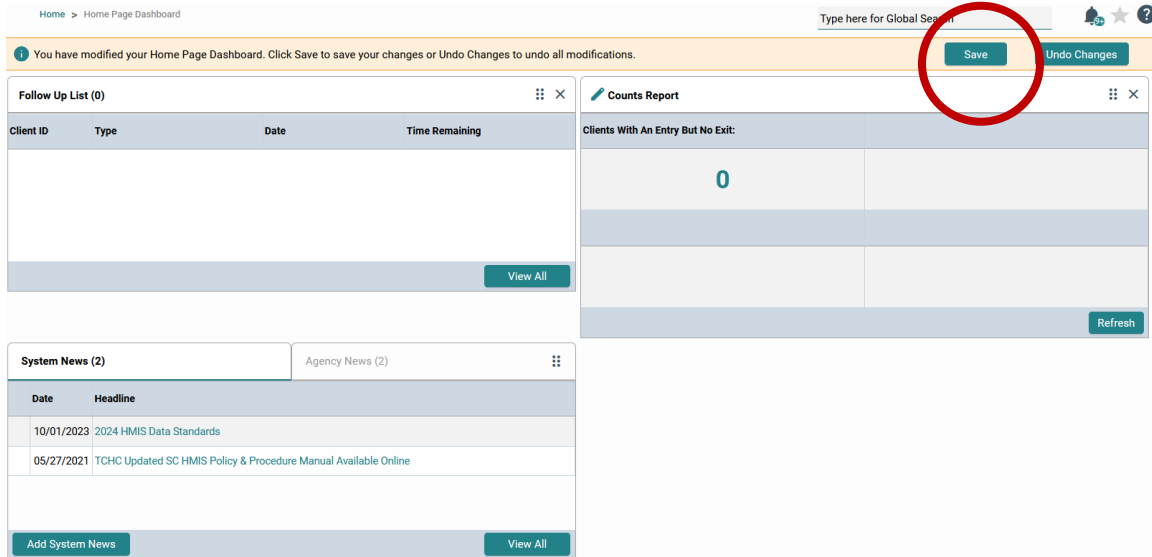 Home > Home Page Dashboard
Type here for Global Search
9+
?
i You have modified your Home Page Dashboard. Click Save to save your changes or Undo Changes to undo all modifications.
Save
Undo Changes
Follow Up List (0)
Client ID Type Date Time Remaining
View All
Counts Report
Clients With An Entry But No Exit:
0
Refresh
System News (2)
Agency News (2)
Date Headline
10/01/2023 2024 HMIS Data Standards
05/27/2021 TCHC Updated SC HMIS Policy & Procedure Manual Available Online
Add System News
View All